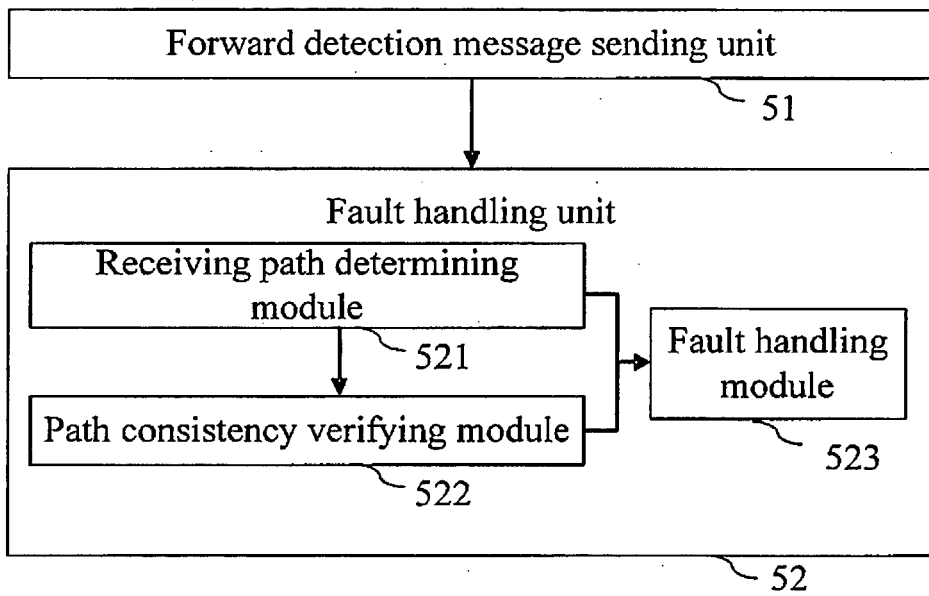 Forward detection message sending unit
51
Fault handling unit
Receiving path determining
module
521
Fault handling
module
523
Path consistency verifying module
522
52